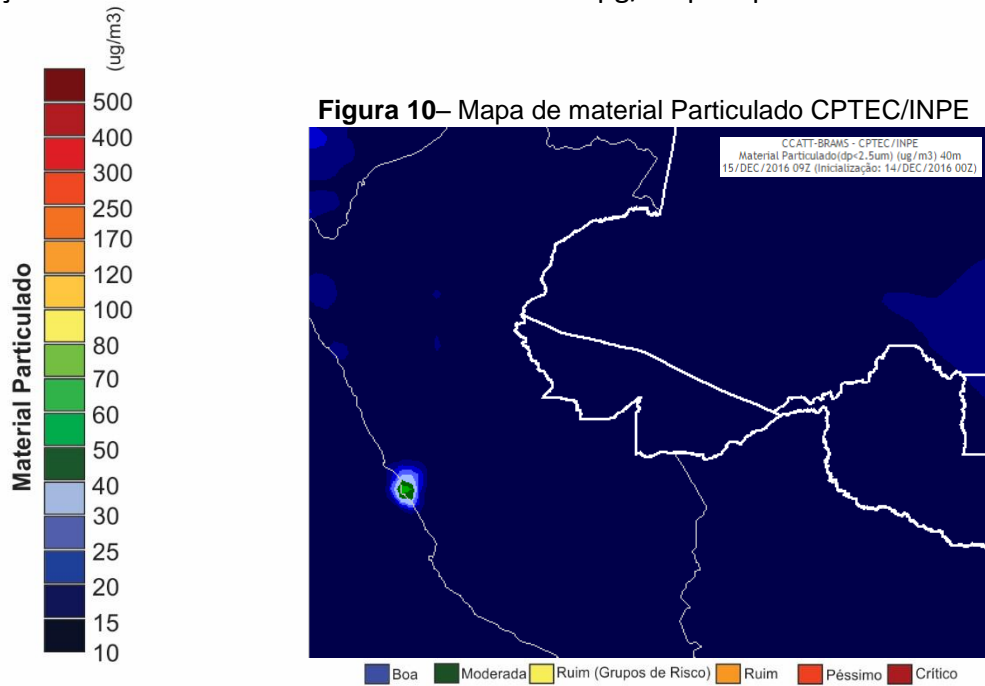 (ug/m3)
500
400
300
250
170
120
100
80
70
60
50
40
30
25
20
15
10
Material Particulado
Figura 10– Mapa de material Particulado CPTEC/INPE
CCATT-BRAMS - CPTEC/INPE
Material Particulado(dp<2.5um) (ug/m3) 40m
15/DEC/2016 09Z (Inicialização: 14/DEC/2016 00Z)
Boa Moderada Ruim (Grupos de Risco) Ruim Péssimo Crítico